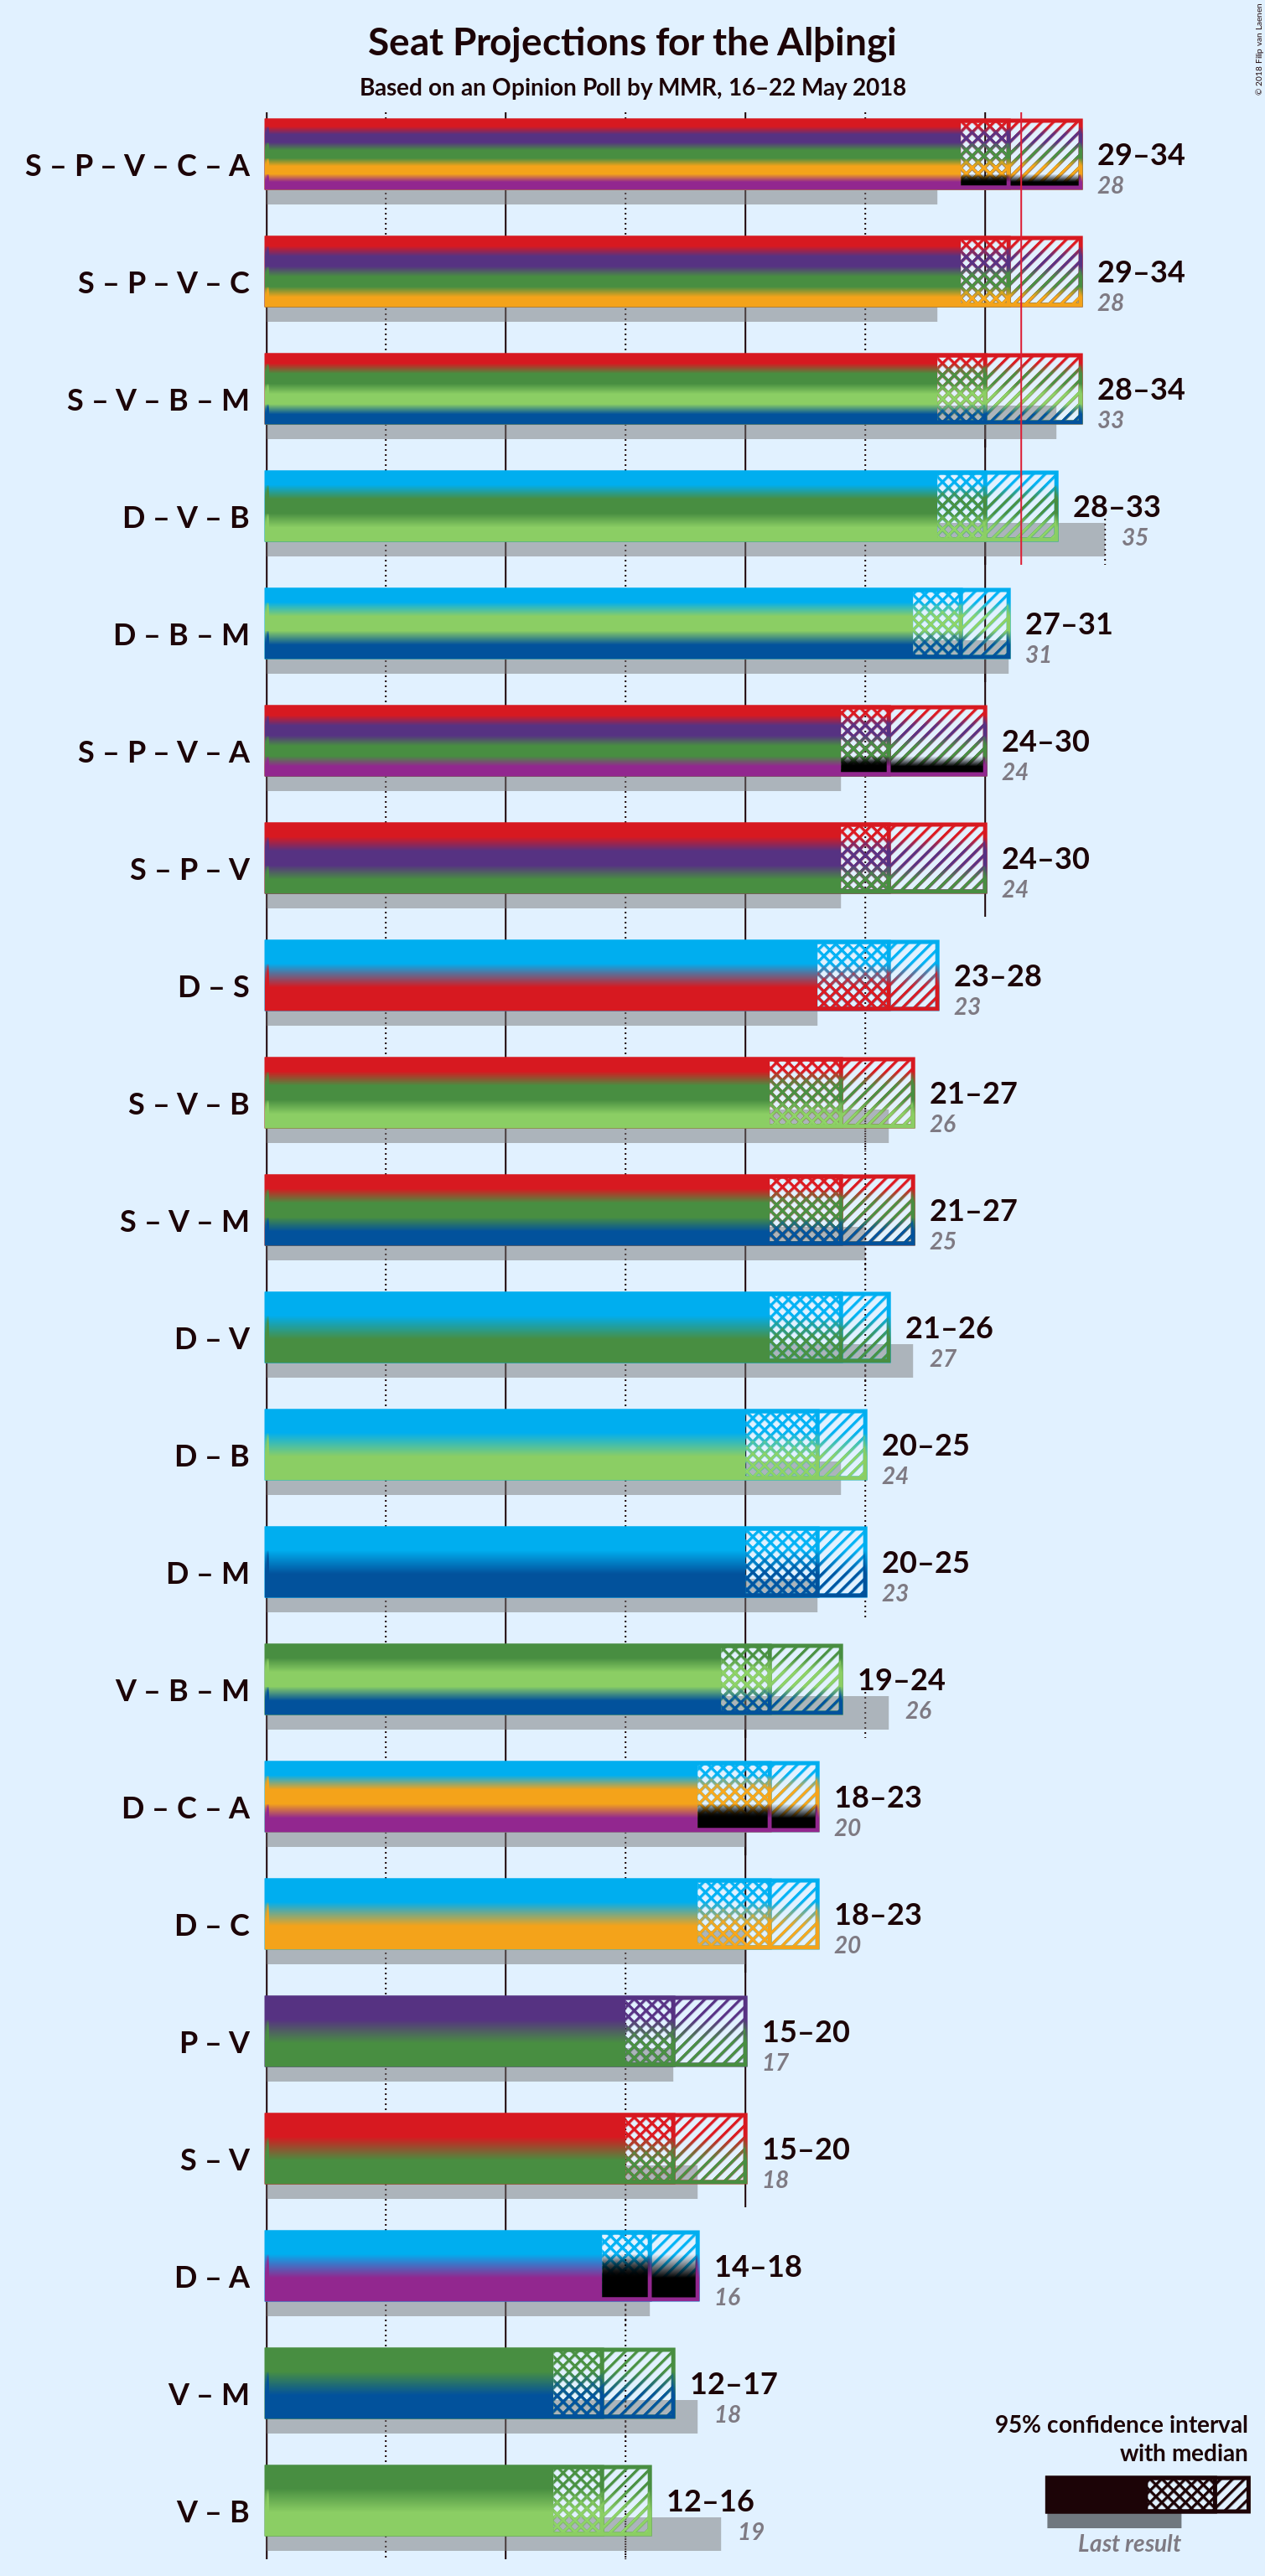 Seat Projections for the Alþingi
Based on an Opinion Poll by MMR, 16–22 May 2018
© 2018 Filip van Laenen
S – P – V – C – A
29–34
28
S – P – V – C
29–34
28
S – V – B – M
28–34
33
D – V – B
28–33
35
D – B – M
27–31
31
S – P – V – A
24–30
24
S – P – V
24–30
24
D – S
23–28
23
S – V – B
21–27
26
S – V – M
21–27
25
D – V
21–26
27
D – B
20–25
24
D – M
20–25
23
V – B – M
19–24
26
D – C – A
18–23
20
D – C
18–23
20
P – V
15–20
17
S – V
15–20
18
D – A
14–18
16
V – M
12–17
18
V – B
12–16
19
95% confidence interval
with median
Last result